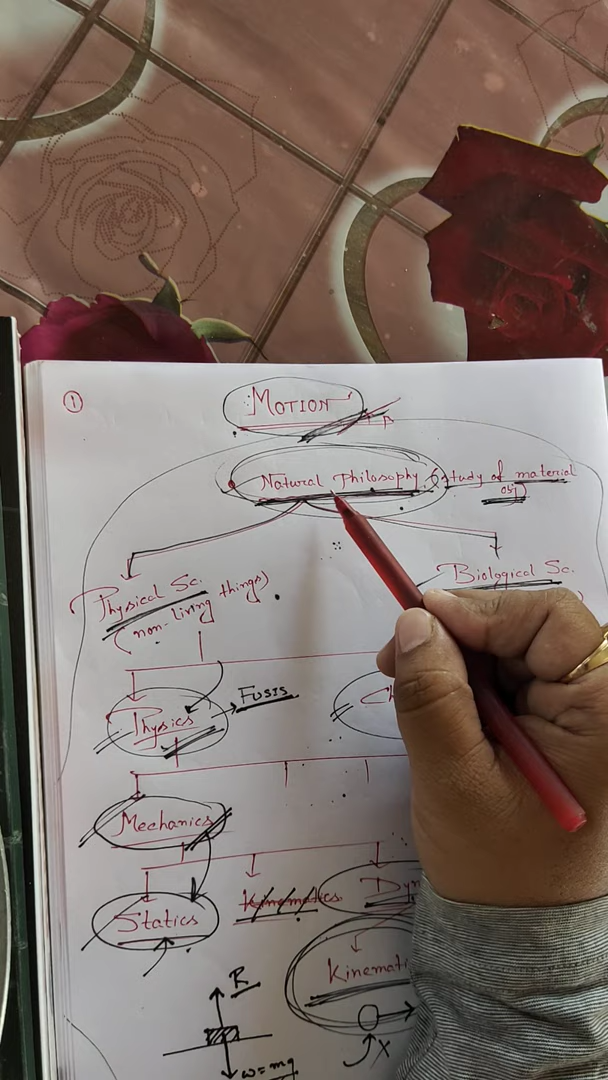 1
MOTION
Natural Philosophy (study of material
obj)
Physical Sc.
(non-living things)
Biological Sc.
Physics → Fusis
Mechanics
Statics Kinematics
Kinemati
R
w=mg
X